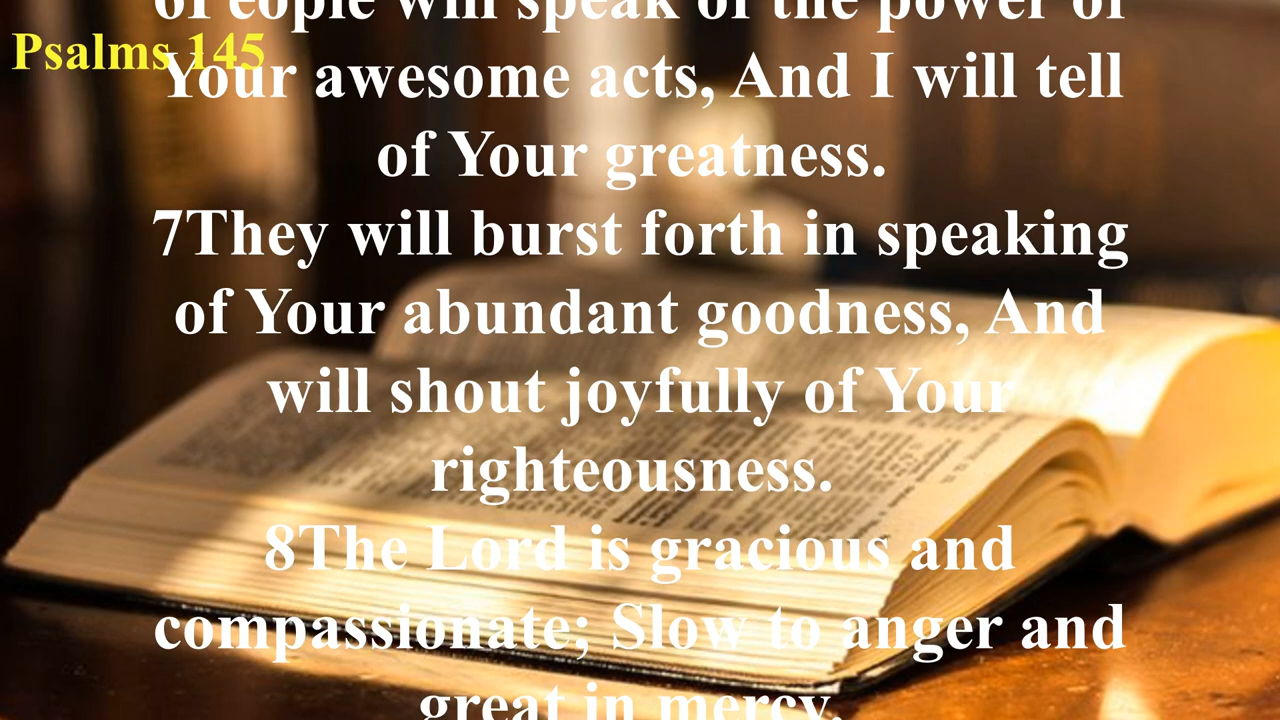 6People will speak of the power of
Psalms 145
Your awesome acts, And I will tell
of Your greatness.
7They will burst forth in speaking
of Your abundant goodness, And
will shout joyfully of Your
righteousness.
8The Lord is gracious and
compassionate; Slow to anger and
great in mercy.